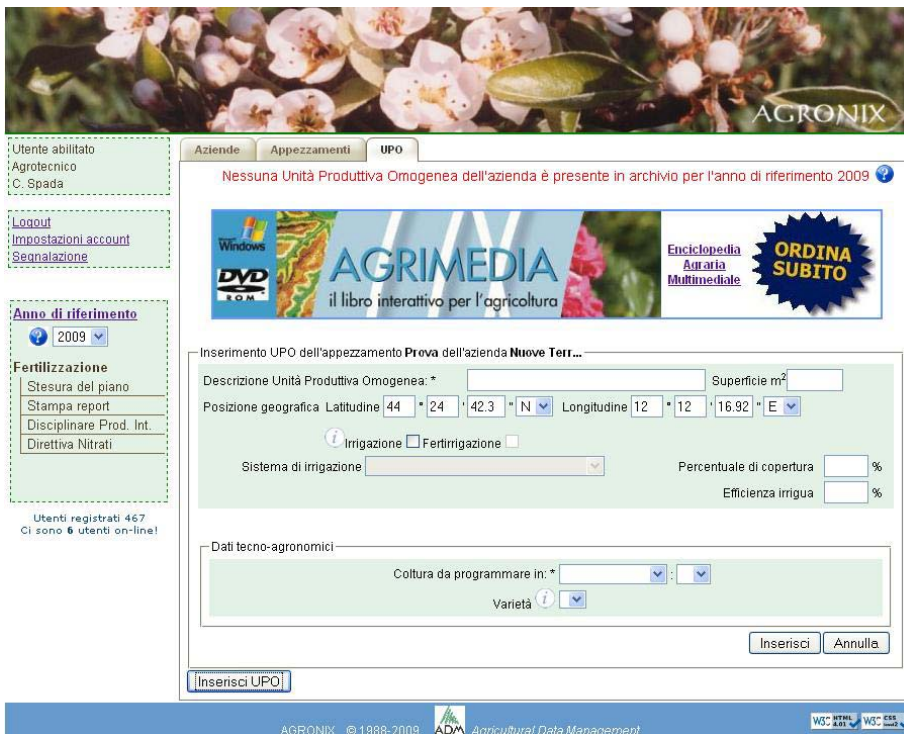 AGRONIX
Utente abilitato
Agrotecnico
C. Spada
Logout
Impostazioni account
Segnalazione
Anno di riferimento
2009
Fertilizzazione
Stesura del piano
Stampa report
Disciplinare Prod. Int.
Direttiva Nitrati
Utenti registrati 467
Ci sono 6 utenti on-line!
Aziende Appezzamenti UPO
Nessuna Unità Produttiva Omogenea dell'azienda è presente in archivio per l'anno di riferimento 2009 ?
Windows
DVD
ROM
AGRIMEDIA
il libro interattivo per l'agricoltura
Enciclopedia
Agraria
Multimediale
ORDINA
SUBITO
Inserimento UPO dell'appezzamento Prova dell'azienda Nuove Terr...
Descrizione Unità Produttiva Omogenea: * Superficie m²
Posizione geografica Latitudine 44 ° 24 ' 42.3 " N Longitudine 12 ° 12 ' 16.92 " E
i Irrigazione Fertirrigazione
Sistema di irrigazione Percentuale di copertura %
Efficienza irrigua %
Dati tecno-agronomici
Coltura da programmare in: * :
Varietà i
Inserisci Annulla
Inserisci UPO
AGRONIX © 1988-2009 ADM Agricultural Data Management
W3C HTML 4.01 W3C CSS